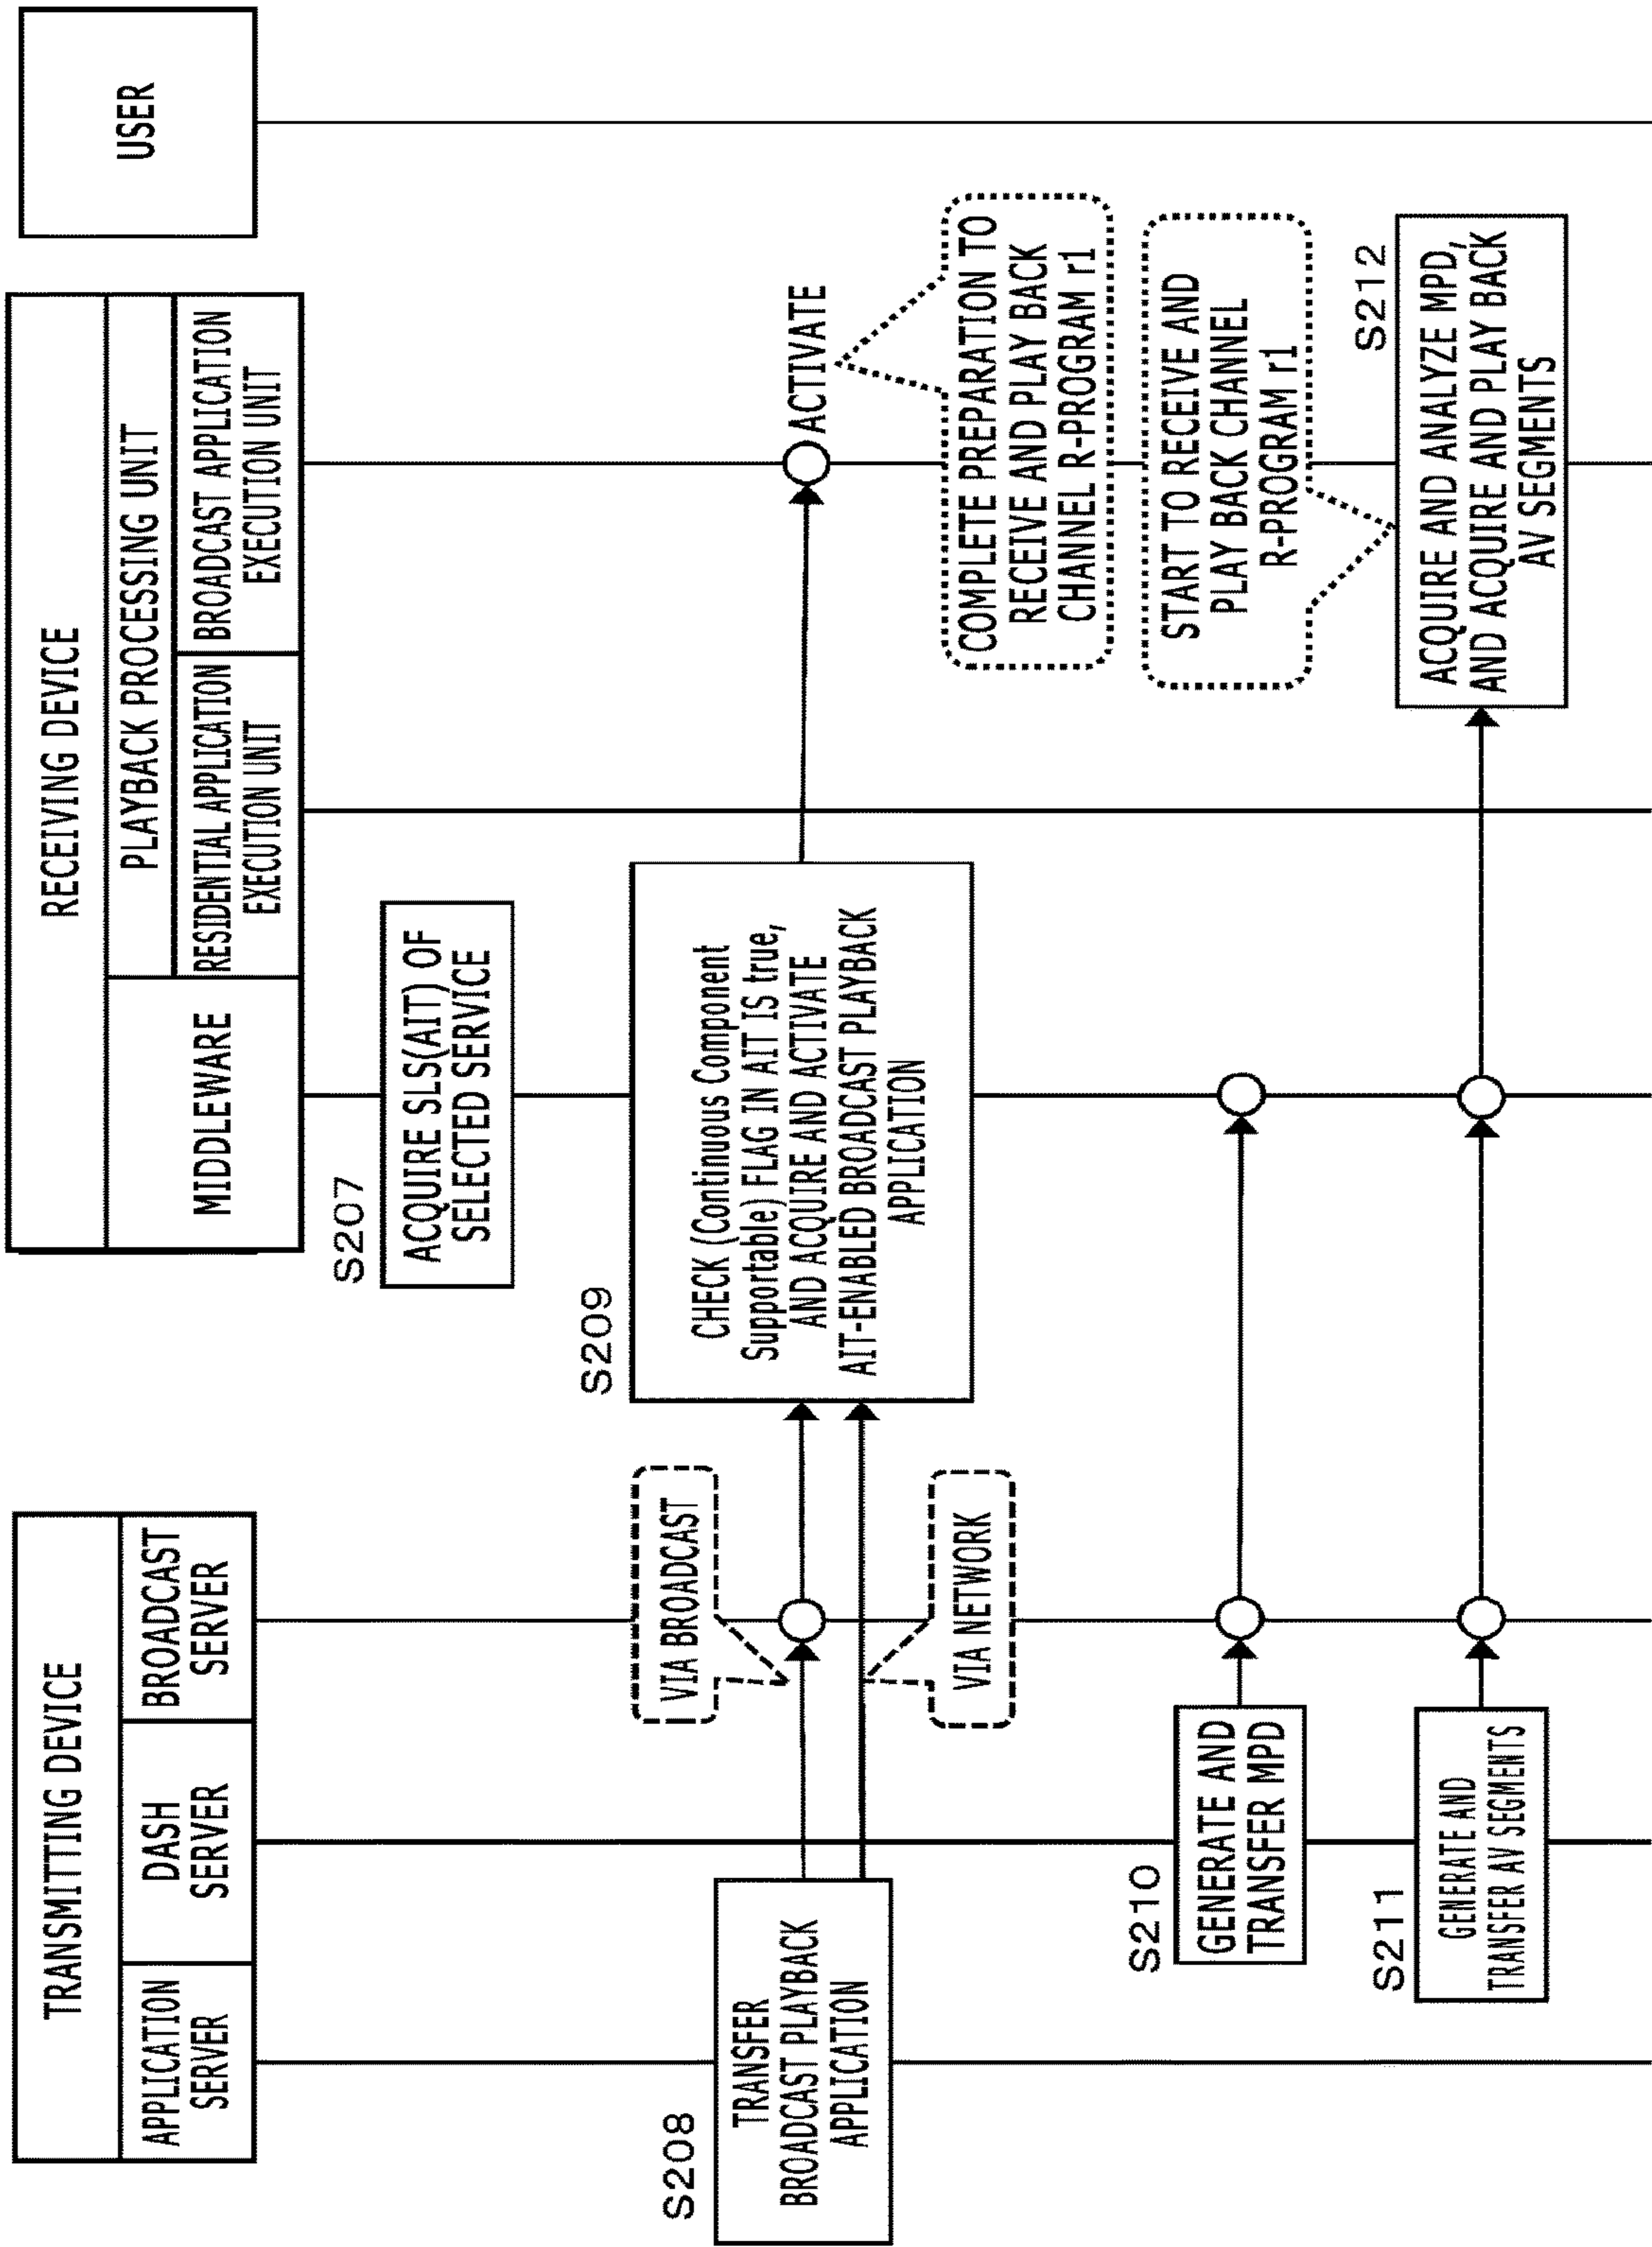 TRANSMITTING DEVICE
APPLICATION
SERVER
DASH
SERVER
BROADCAST
SERVER
RECEIVING DEVICE
MIDDLEWARE
PLAYBACK PROCESSING UNIT
RESIDENTIAL APPLICATION
EXECUTION UNIT
BROADCAST APPLICATION
EXECUTION UNIT
USER
S207
ACQUIRE SLS(AIT) OF
SELECTED SERVICE
S208
TRANSFER
BROADCAST PLAYBACK
APPLICATION
VIA BROADCAST
VIA NETWORK
S209
CHECK (Continuous Component
Supportable) FLAG IN AIT IS true,
AND ACQUIRE AND ACTIVATE
AIT-ENABLED BROADCAST PLAYBACK
APPLICATION
ACTIVATE
COMPLETE PREPARATION TO
RECEIVE AND PLAY BACK
CHANNEL R-PROGRAM r1
S210
GENERATE AND
TRANSFER MPD
START TO RECEIVE AND
PLAY BACK CHANNEL
R-PROGRAM r1
S211
GENERATE AND
TRANSFER AV SEGMENTS
S212
ACQUIRE AND ANALYZE MPD,
AND ACQUIRE AND PLAY BACK
AV SEGMENTS